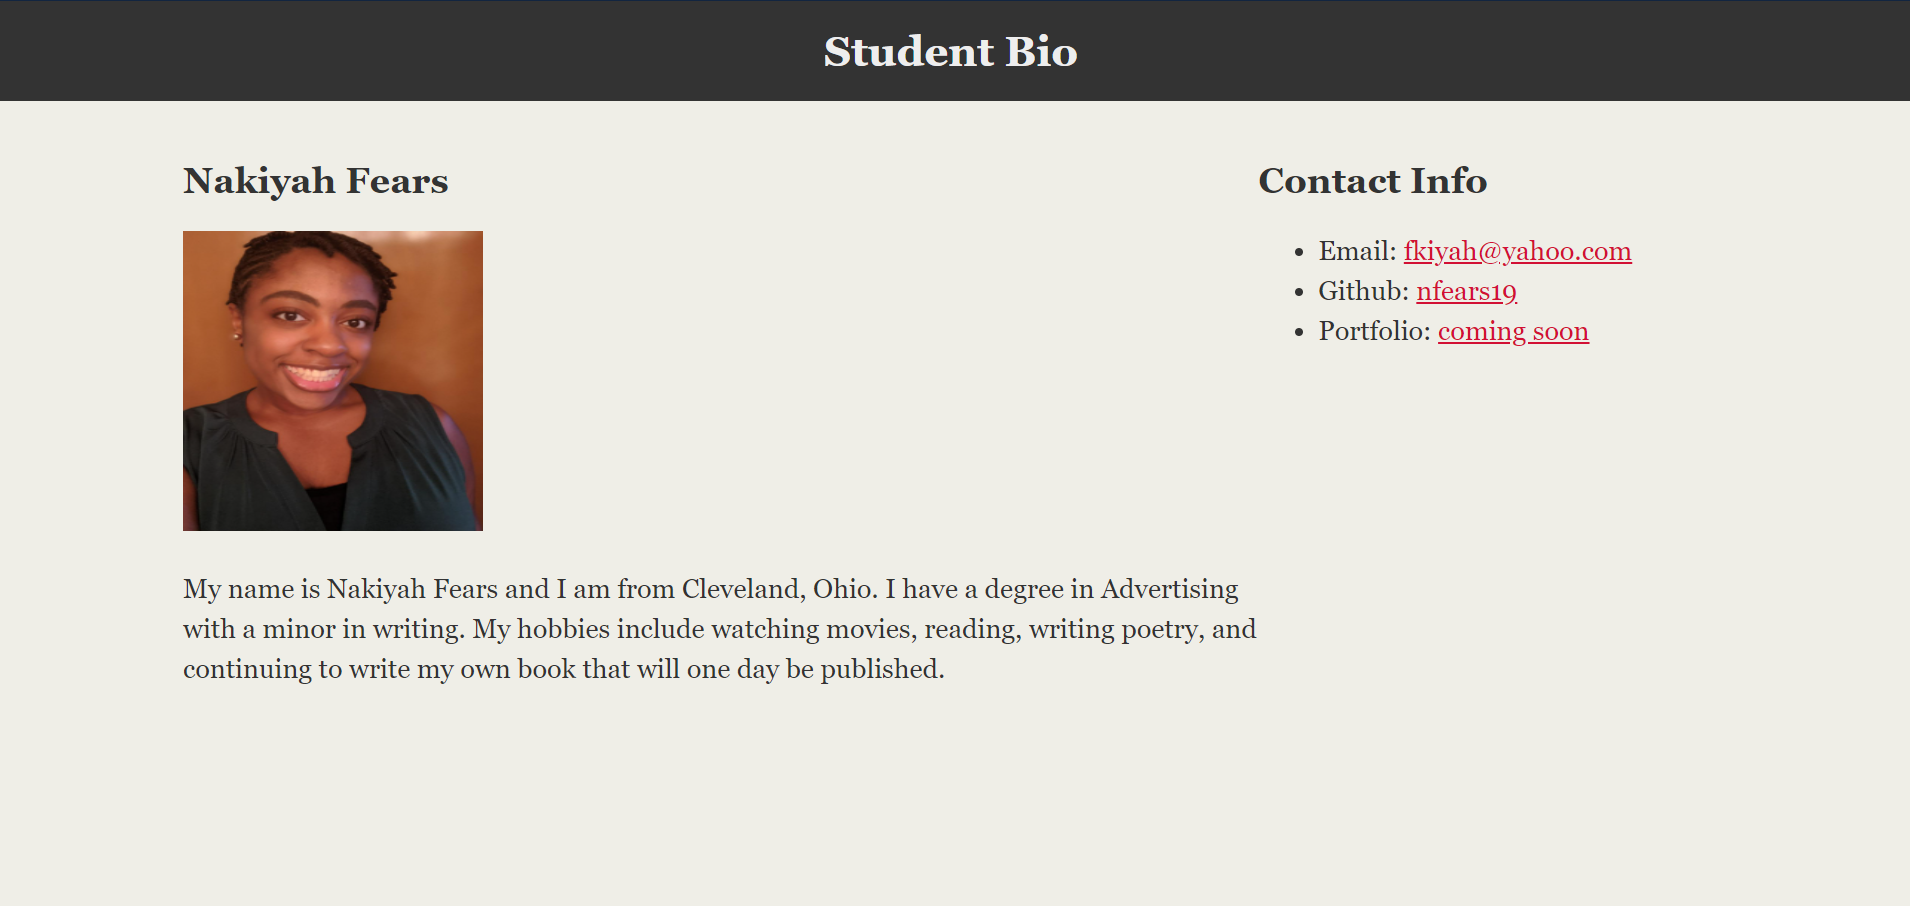 Student Bio
Nakiyah Fears
My name is Nakiyah Fears and I am from Cleveland, Ohio. I have a degree in Advertising
with a minor in writing. My hobbies include watching movies, reading, writing poetry, and
continuing to write my own book that will one day be published.
Contact Info
Email: fkiyah@yahoo.com
Github: nfears19
Portfolio: coming soon